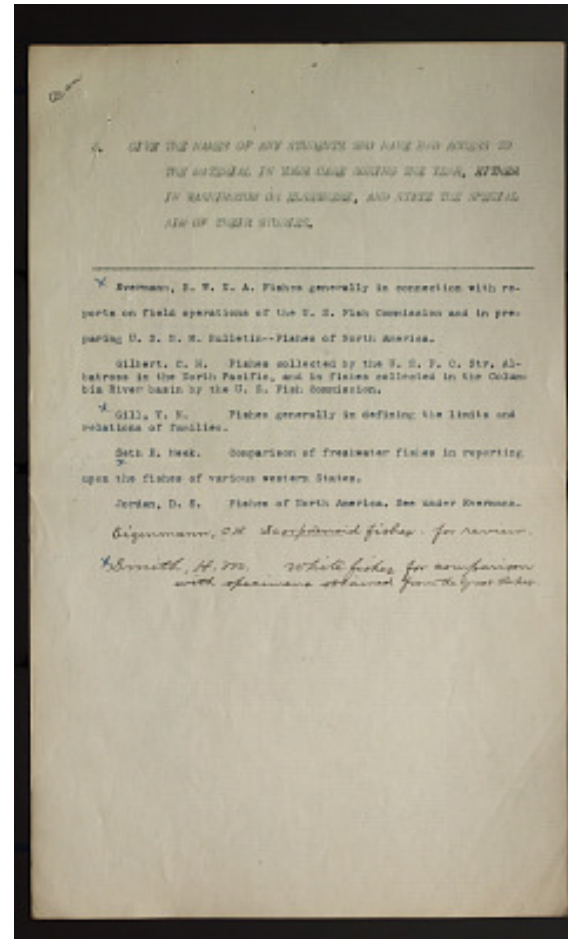 Bean
6. GIVE THE NAMES OF ANY STUDENTS WHO HAVE HAD ACCESS TO
THE MATERIAL IN YOUR CARE DURING THE YEAR, EITHER
IN WASHINGTON OR ELSEWHERE, AND STATE THE SPECIAL
AIM OF THEIR STUDIES.
x Evermann, B. W. Fishes generally in connection with re-
ports on field operations of the U. S. Fish Commission and in pre-
paring U. S. N. M. Bulletin--Fishes of North America.
Gilbert, C. H. Fishes collected by the U. S. F. C. Str. Al-
batross in the North Pacific, and in fishes collected in the Colum
bia River basin by the U. S. Fish Commission.
x Gill, T. N. Fishes generally in defining the limits and
relations of families.
Seth E. Meek. Comparison of freshwater fishes in reporting
x
upon the fishes of various western States.
Jordan, D. S. Fishes of North America. See under Evermann.
Eigenmann, C H Scorpaenoid fishes. for review.
x Smith, H. M. White fishes for comparison
with specimens obtained from the Great Lakes.